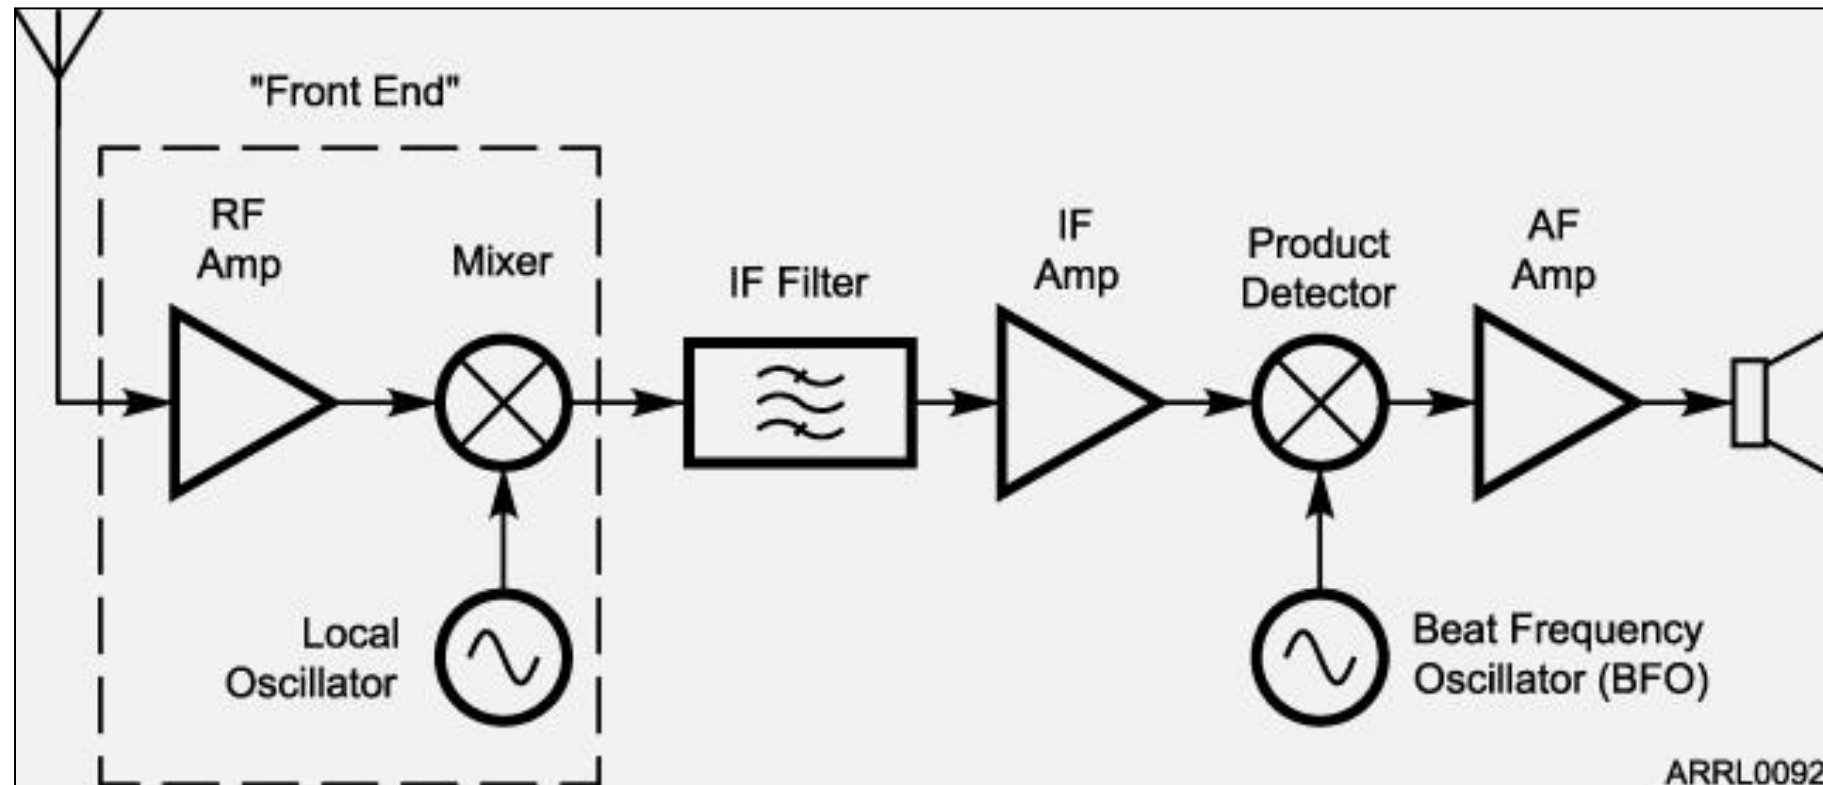 "Front End"
RF
Amp
Mixer
IF Filter
IF
Amp
Product
Detector
AF
Amp
Local
Oscillator
Beat Frequency
Oscillator (BFO)
ARRL0092